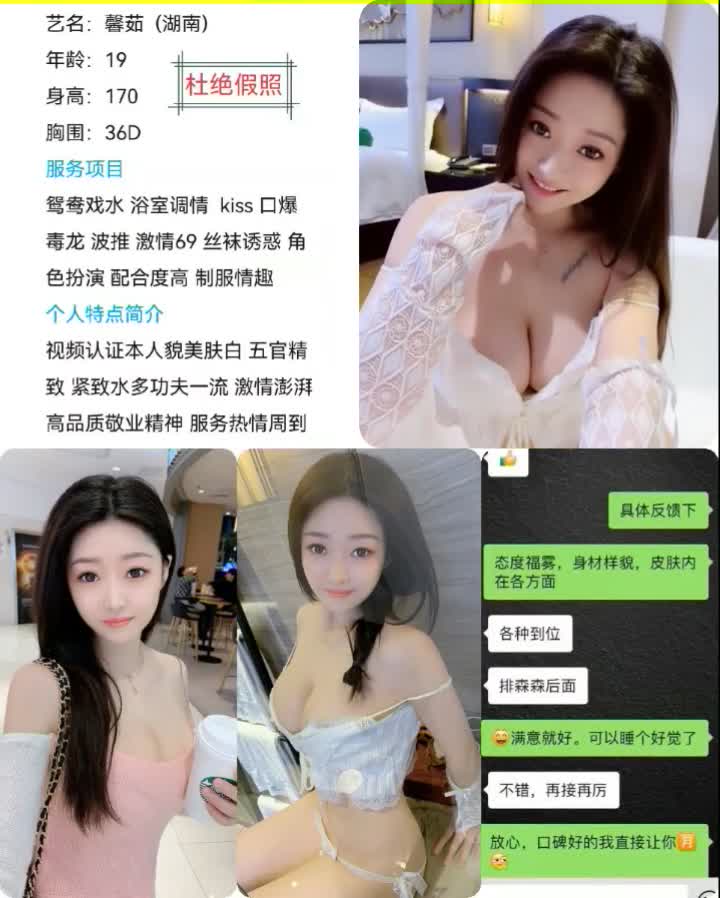 艺名：馨茹（湖南）
年龄：19
身高：170
胸围：36D
杜绝假照
服务项目
鸳鸯戏水 浴室调情 kiss 口爆
毒龙 波推 激情69 丝袜诱惑 角
色扮演 配合度高 制服情趣
个人特点简介
视频认证本人貌美肤白 五官精
致 紧致水多功夫一流 激情澎湃
高品质敬业精神 服务热情周到
具体反馈下
态度福雾，身材样貌，皮肤内
在各方面
各种到位
排森森后面
😄满意就好。可以睡个好觉了
不错，再接再厉
放心，口碑好的我直接让你🈷